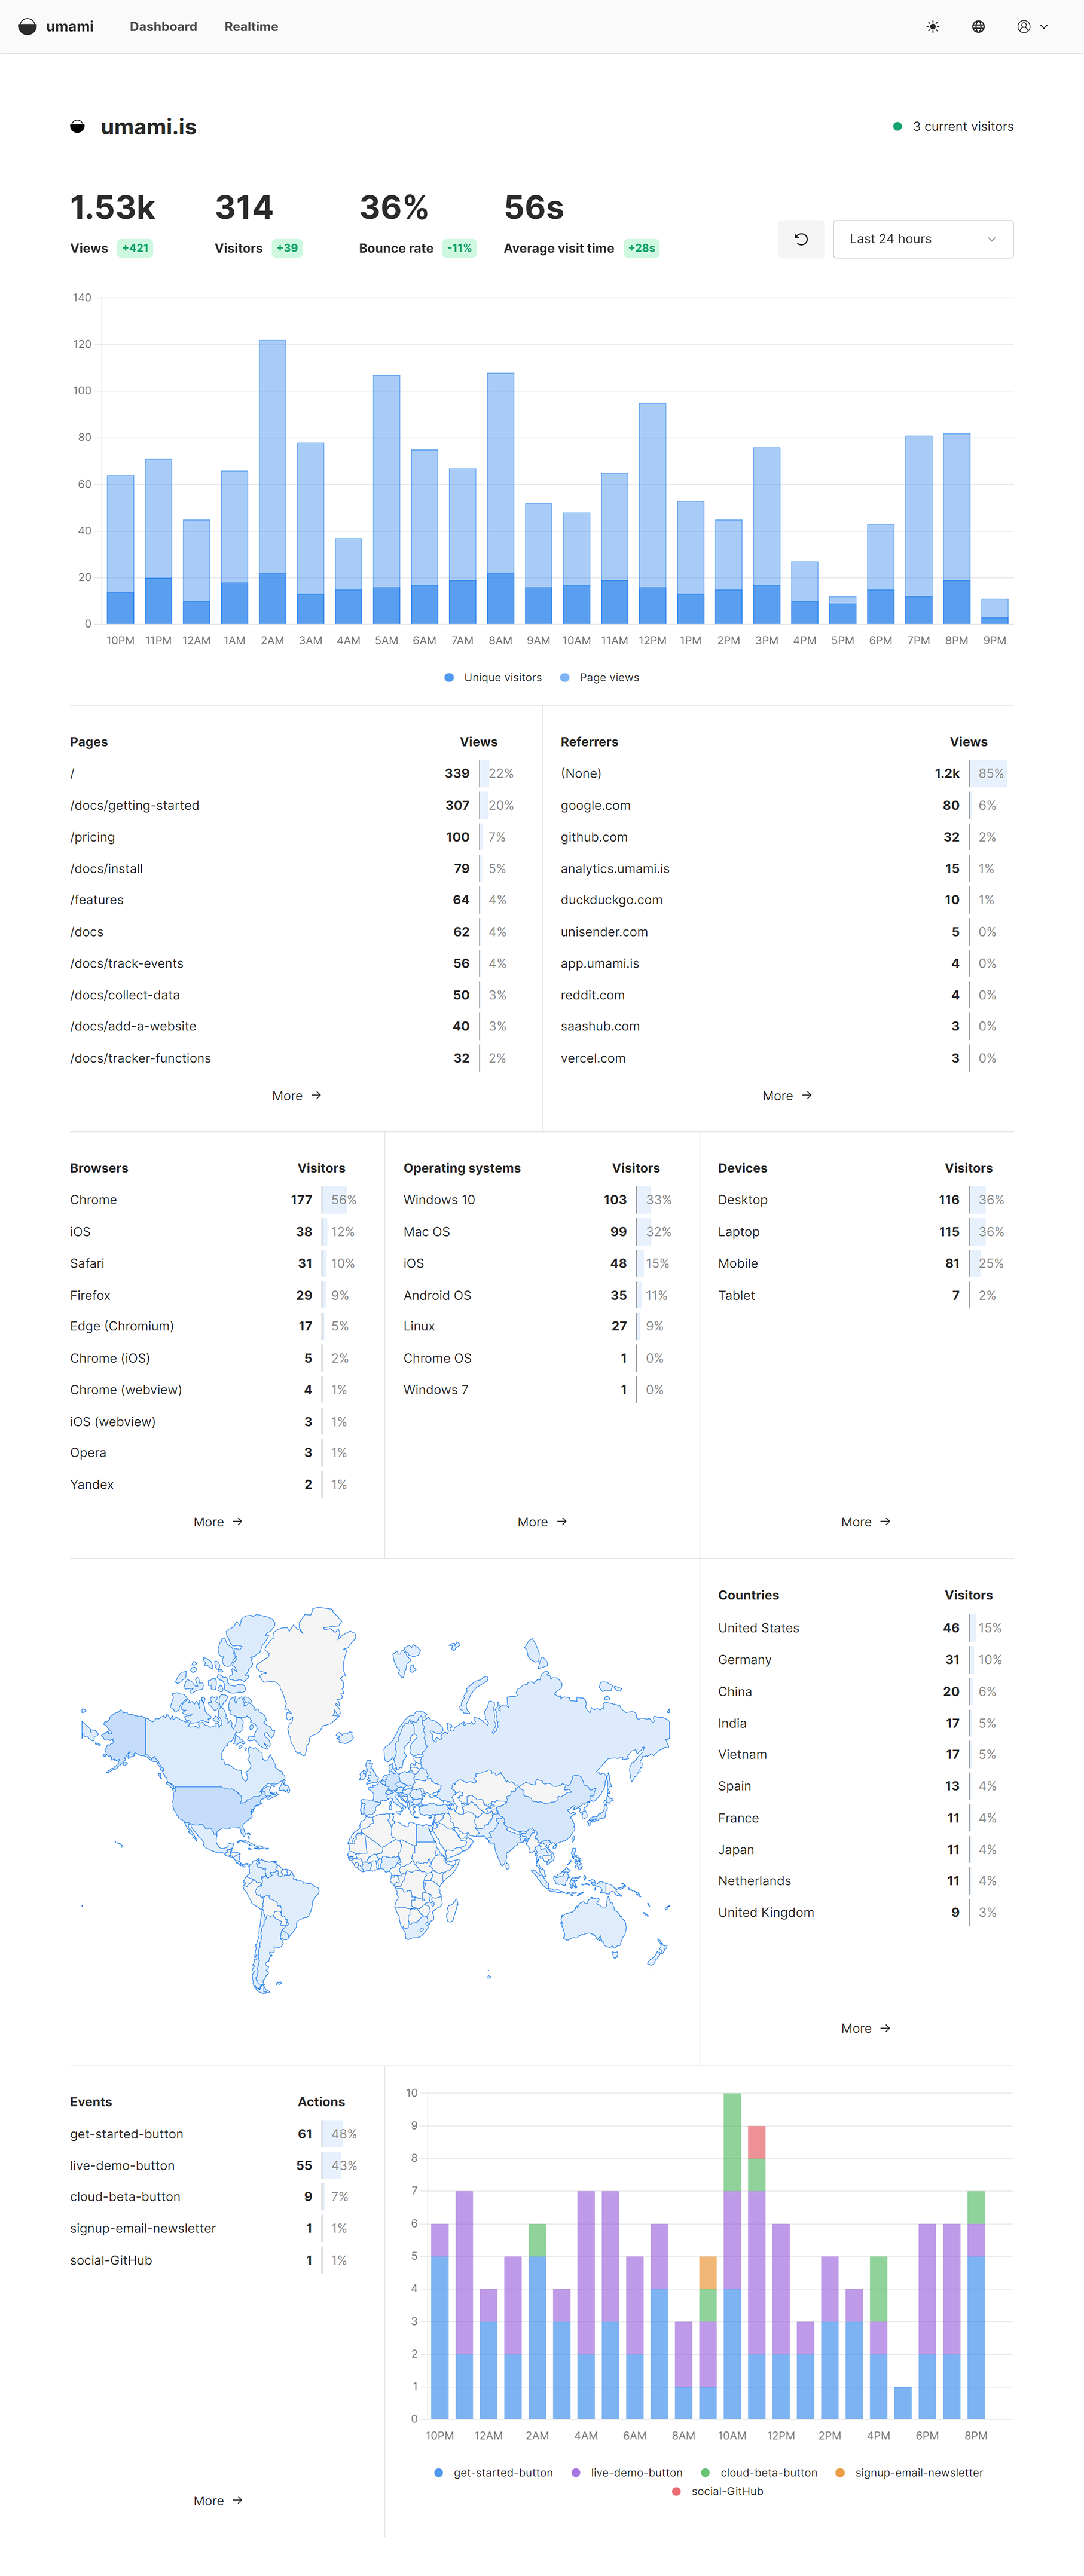 umami Dashboard Realtime
umami.is
3 current visitors
1.53k 314 36% 56s
Views +421 Visitors +39 Bounce rate -11% Average visit time +28s
Last 24 hours
140
120
100
80
60
40
20
0
10PM 11PM 12AM 1AM 2AM 3AM 4AM 5AM 6AM 7AM 8AM 9AM 10AM 11AM 12PM 1PM 2PM 3PM 4PM 5PM 6PM 7PM 8PM 9PM
Unique visitors Page views
Pages Views
/ 339 22%
/docs/getting-started 307 20%
/pricing 100 7%
/docs/install 79 5%
/features 64 4%
/docs 62 4%
/docs/track-events 56 4%
/docs/collect-data 50 3%
/docs/add-a-website 40 3%
/docs/tracker-functions 32 2%
More →
Referrers Views
(None) 1.2k 85%
google.com 80 6%
github.com 32 2%
analytics.umami.is 15 1%
duckduckgo.com 10 1%
unisender.com 5 0%
app.umami.is 4 0%
reddit.com 4 0%
saashub.com 3 0%
vercel.com 3 0%
More →
Browsers Visitors
Chrome 177 56%
iOS 38 12%
Safari 31 10%
Firefox 29 9%
Edge (Chromium) 17 5%
Chrome (iOS) 5 2%
Chrome (webview) 4 1%
iOS (webview) 3 1%
Opera 3 1%
Yandex 2 1%
More →
Operating systems Visitors
Windows 10 103 33%
Mac OS 99 32%
iOS 48 15%
Android OS 35 11%
Linux 27 9%
Chrome OS 1 0%
Windows 7 1 0%
More →
Devices Visitors
Desktop 116 36%
Laptop 115 36%
Mobile 81 25%
Tablet 7 2%
More →
Countries Visitors
United States 46 15%
Germany 31 10%
China 20 6%
India 17 5%
Vietnam 17 5%
Spain 13 4%
France 11 4%
Japan 11 4%
Netherlands 11 4%
United Kingdom 9 3%
More →
Events Actions
get-started-button 61 48%
live-demo-button 55 43%
cloud-beta-button 9 7%
signup-email-newsletter 1 1%
social-GitHub 1 1%
More →
10
9
8
7
6
5
4
3
2
1
0
10PM 12AM 2AM 4AM 6AM 8AM 10AM 12PM 2PM 4PM 6PM 8PM
get-started-button live-demo-button cloud-beta-button signup-email-newsletter
social-GitHub